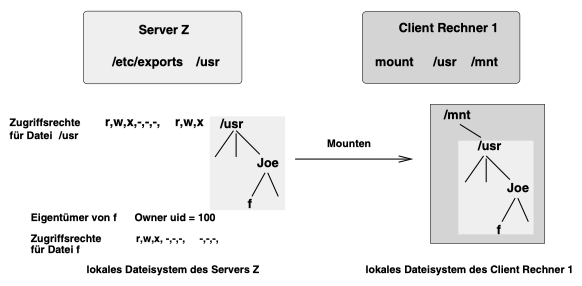 Server Z
/etc/exports /usr
Client Rechner 1
mount /usr /mnt
Zugriffsrechte
für Datei /usr
r,w,x,-,-,-, r,w,x
/usr
Joe
f
Mounten
/mnt
/usr
Joe
f
Eigentümer von f Owner uid = 100
Zugriffsrechte
für Datei f
r,w,x, -,-,-, -,-,-,
lokales Dateisystem des Servers Z
lokales Dateisystem des Client Rechner 1